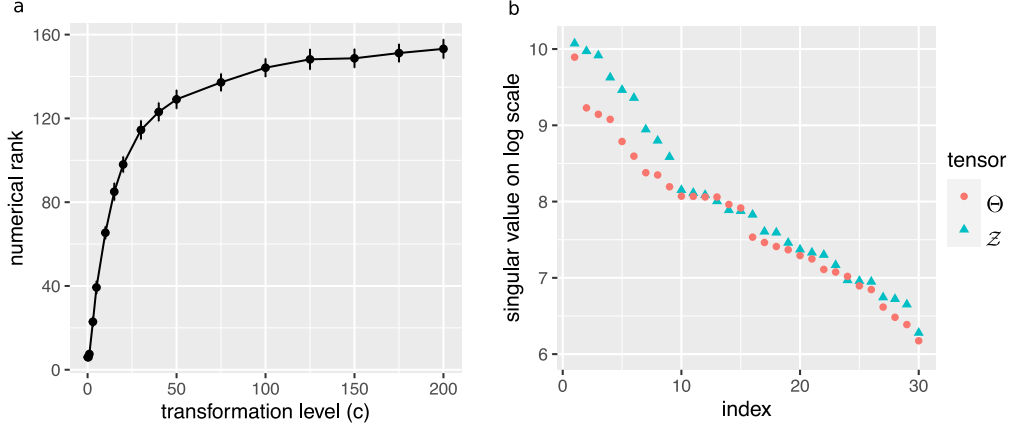 a
160
120
80
40
0
numerical rank
0 50 100 150 200
transformation level (c)
b
10
9
8
7
6
singular value on log scale
0 10 20 30
index
tensor
Θ
𝒵